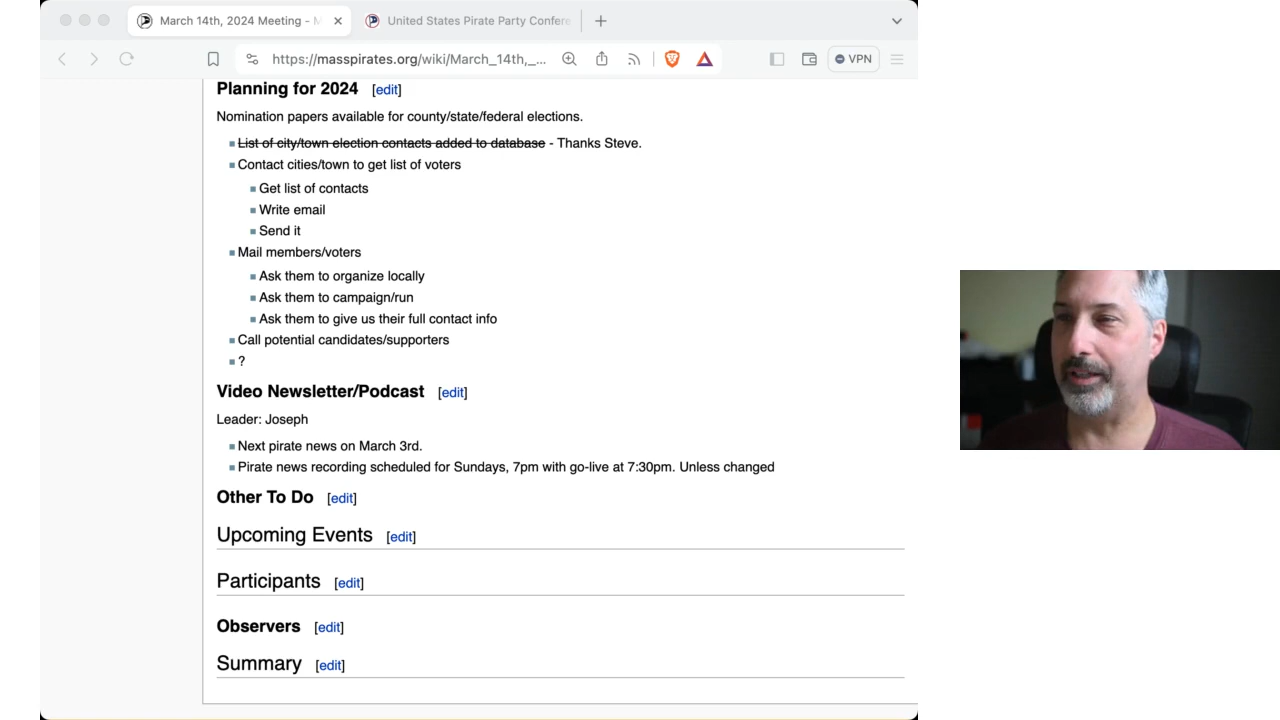 March 14th, 2024 Meeting - M
United States Pirate Party Confere
https://masspirates.org/wiki/March_14th,_...
VPN
Planning for 2024 [edit]
Nomination papers available for county/state/federal elections.
List of city/town election contacts added to database - Thanks Steve.
Contact cities/town to get list of voters
Get list of contacts
Write email
Send it
Mail members/voters
Ask them to organize locally
Ask them to campaign/run
Ask them to give us their full contact info
Call potential candidates/supporters
?
Video Newsletter/Podcast [edit]
Leader: Joseph
Next pirate news on March 3rd.
Pirate news recording scheduled for Sundays, 7pm with go-live at 7:30pm. Unless changed
Other To Do [edit]
Upcoming Events [edit]
Participants [edit]
Observers [edit]
Summary [edit]